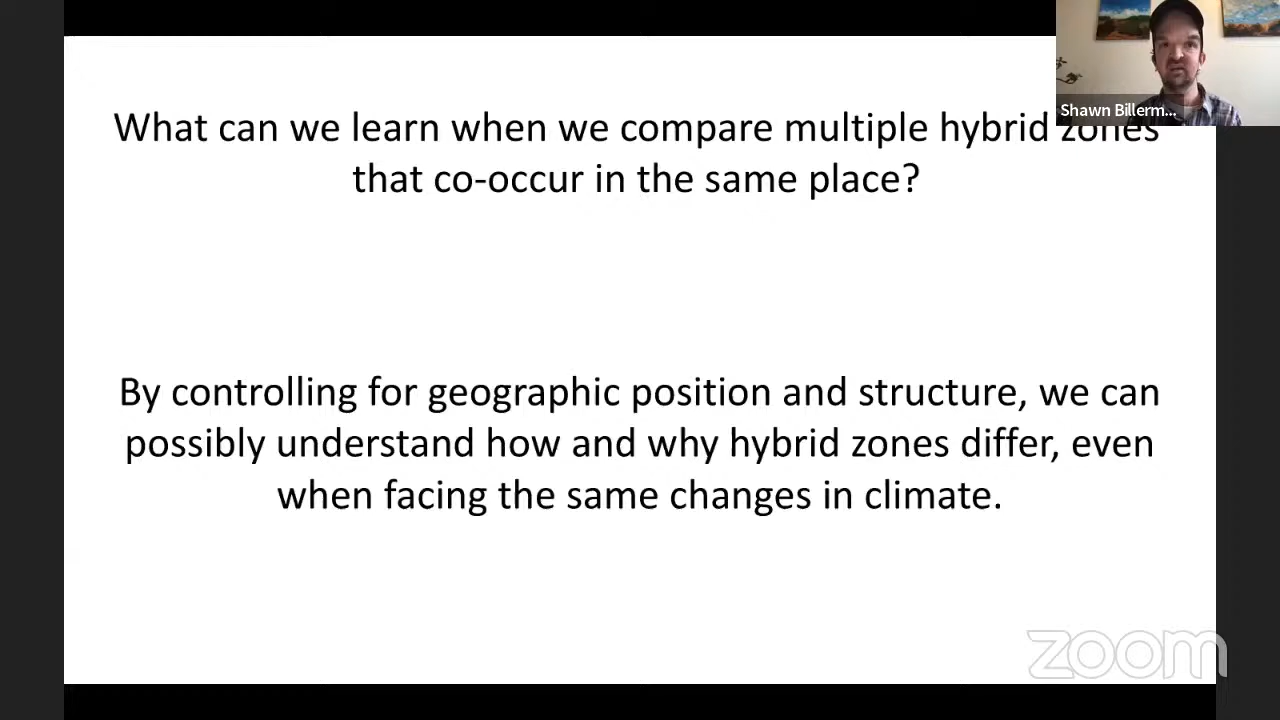 What can we learn when we compare multiple hybrid zones
that co-occur in the same place?
Shawn Billerm...
By controlling for geographic position and structure, we can
possibly understand how and why hybrid zones differ, even
when facing the same changes in climate.
zoom